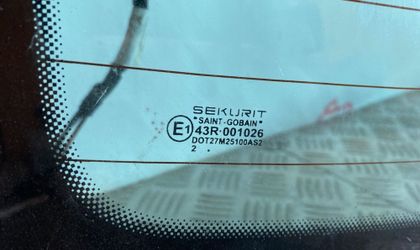 SEKURIT
"SAINT-GOBAIN"
E1 43R-001026
DOT27M25100AS2
2